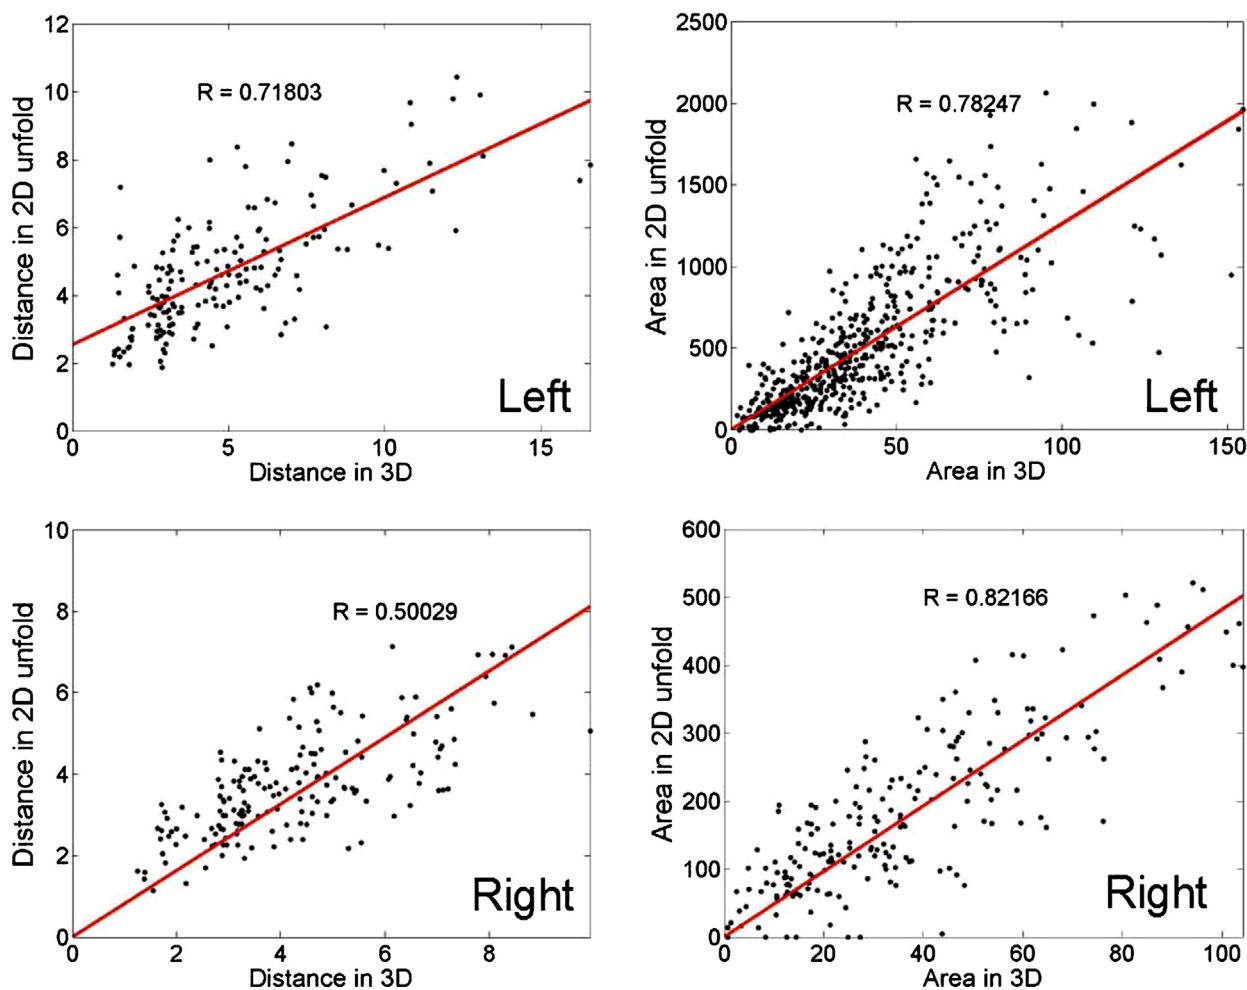 12
10
8
6
4
2
0
0 5 10 15
Distance in 2D unfold
Distance in 3D
R = 0.71803
Left
2500
2000
1500
1000
500
0
0 50 100 150
Area in 2D unfold
Area in 3D
R = 0.78247
Left
10
8
6
4
2
0
0 2 4 6 8
Distance in 2D unfold
Distance in 3D
R = 0.50029
Right
600
500
400
300
200
100
0
0 20 40 60 80 100
Area in 2D unfold
Area in 3D
R = 0.82166
Right